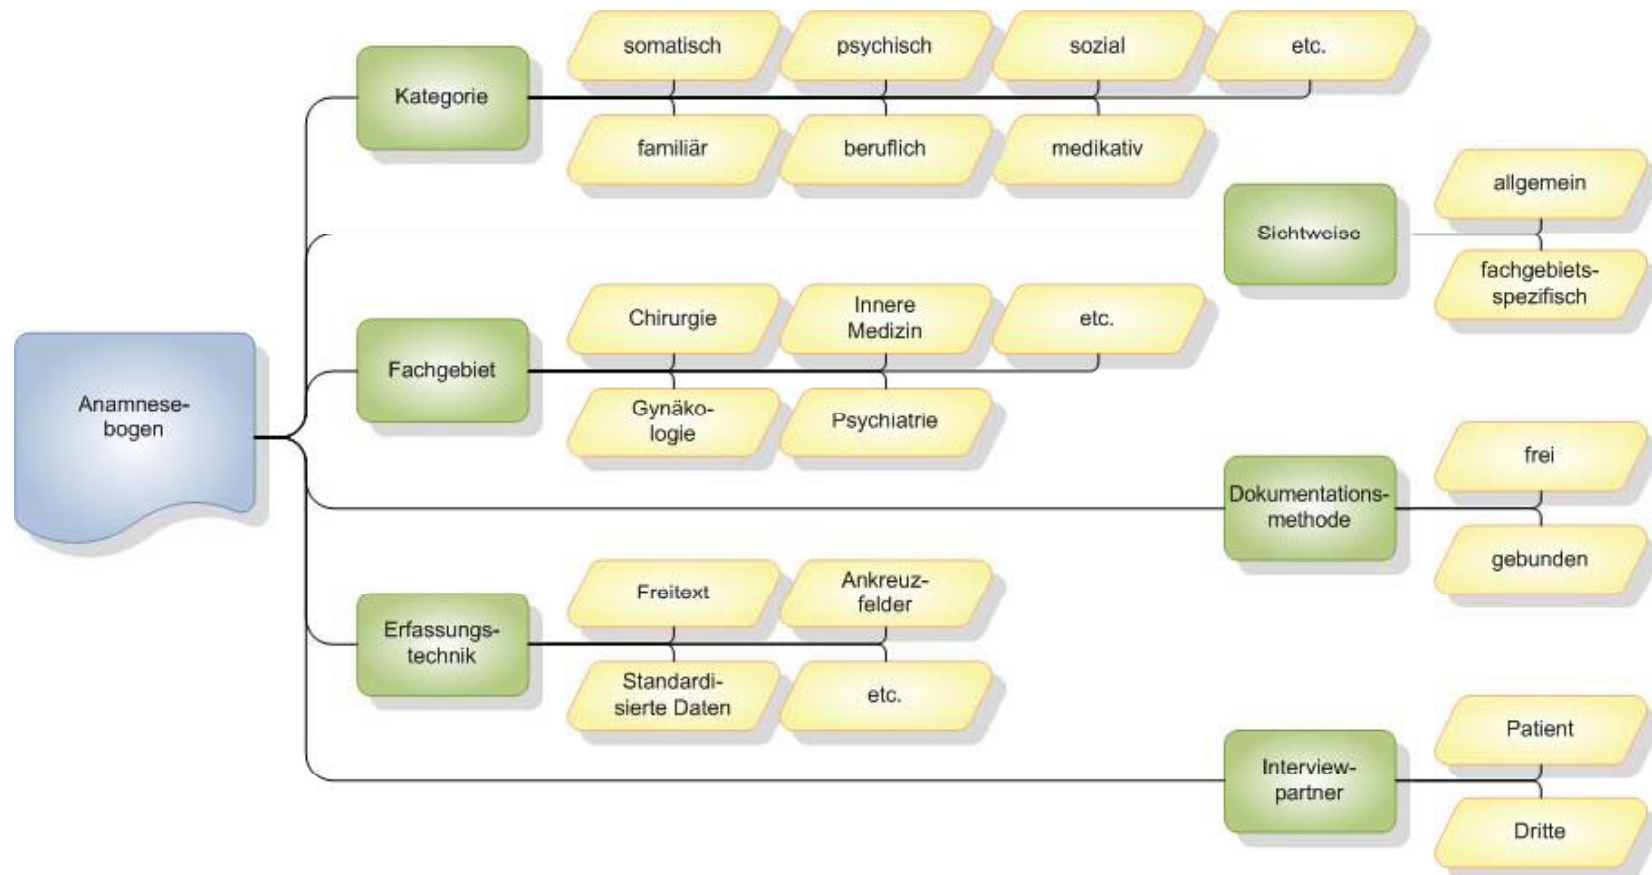 somatisch
psychisch
sozial
etc.
Kategorie
familiär
beruflich
medikativ
allgemein
Sichtweise
fachgebiets-
spezifisch
Chirurgie
Innere
Medizin
etc.
Fachgebiet
Gynäko-
logie
Psychiatrie
Anamnese-
bogen
frei
Dokumentations-
methode
gebunden
Freitext
Ankreuz-
felder
Erfassungs-
technik
Standardi-
sierte Daten
etc.
Patient
Interview-
partner
Dritte